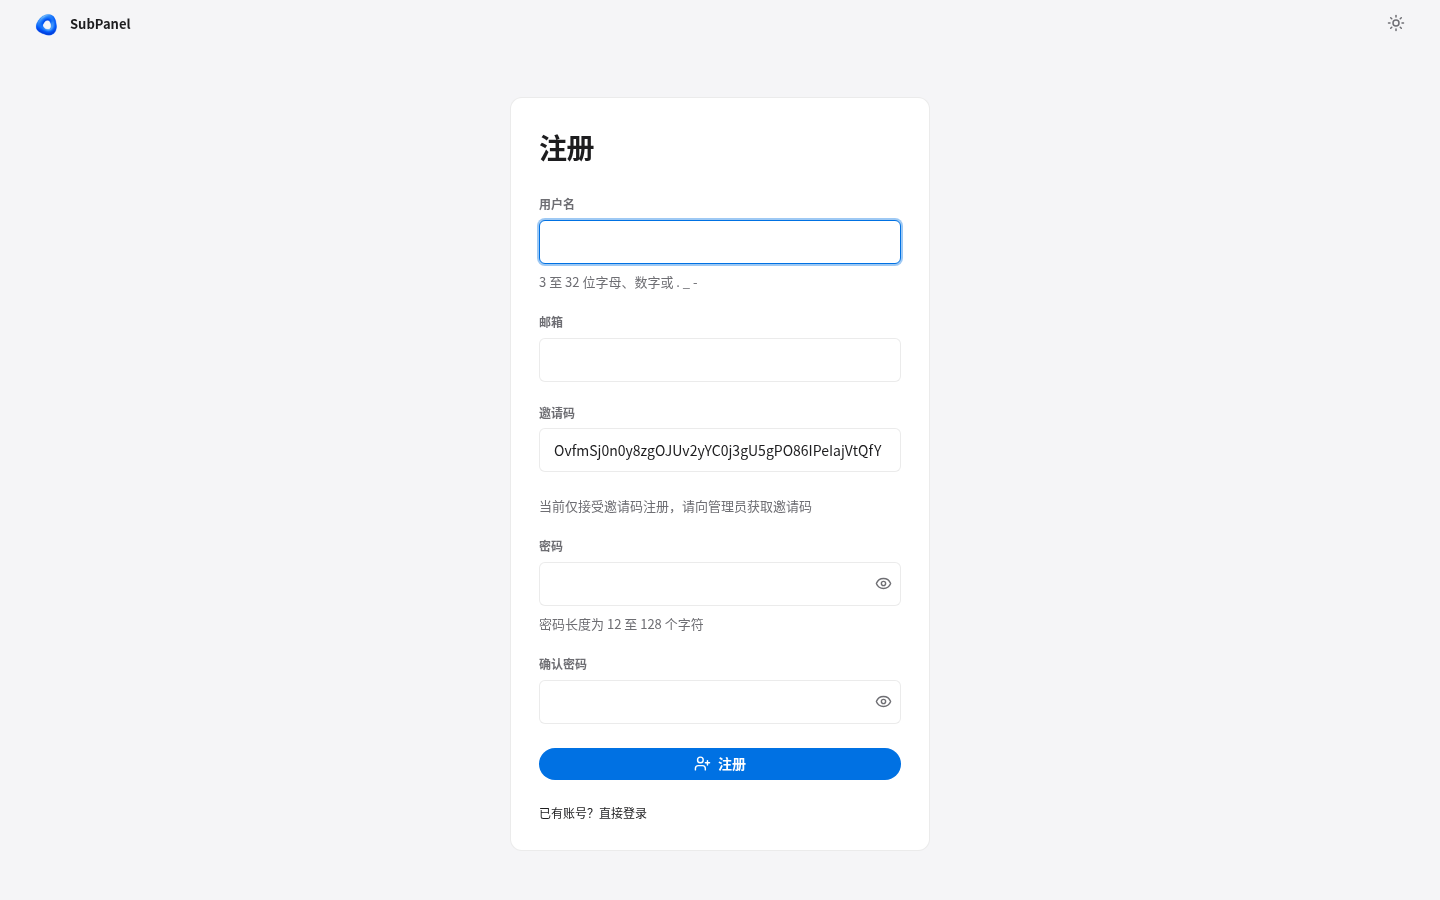 SubPanel
注册
用户名
3 至 32 位字母、数字或 . _ -
邮箱
邀请码
OvfmSj0n0y8zgOJUv2yYC0j3gU5gPO86IPeIajVtQfY
当前仅接受邀请码注册，请向管理员获取邀请码
密码
密码长度为 12 至 128 个字符
确认密码
注册
已有账号？直接登录